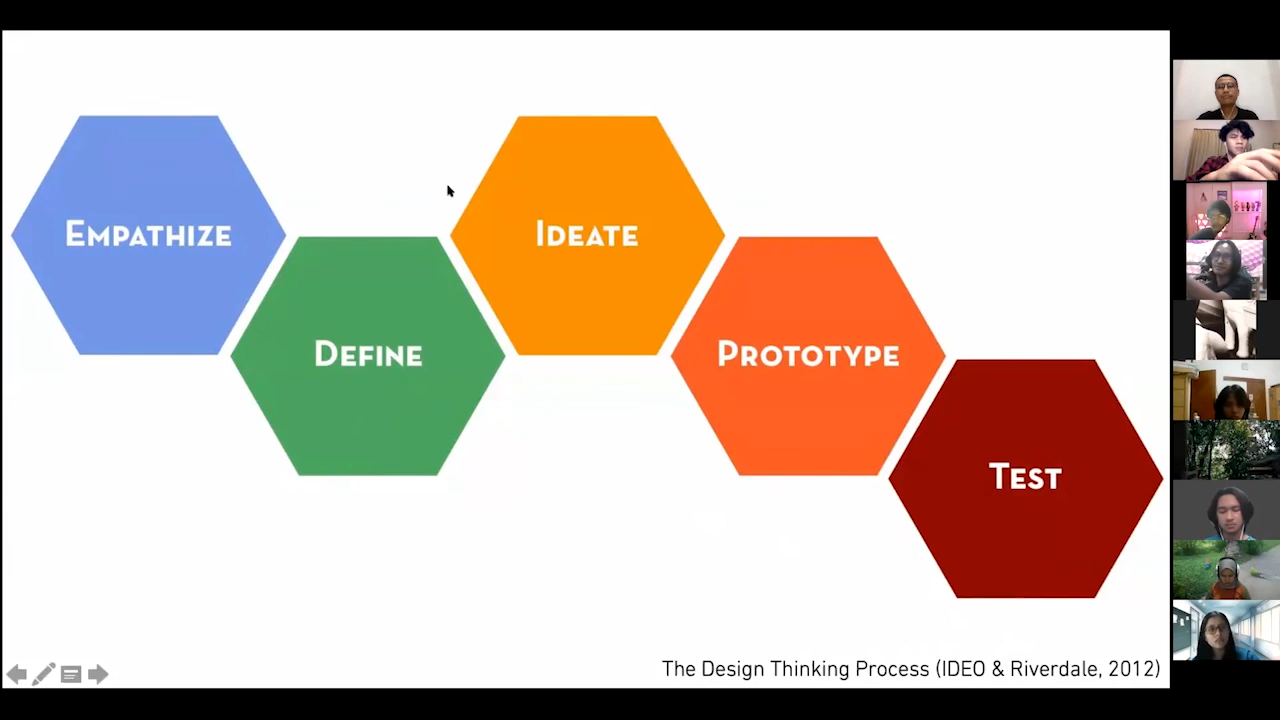 EMPATHIZE
DEFINE
IDEATE
PROTOTYPE
TEST
The Design Thinking Process (IDEO & Riverdale, 2012)